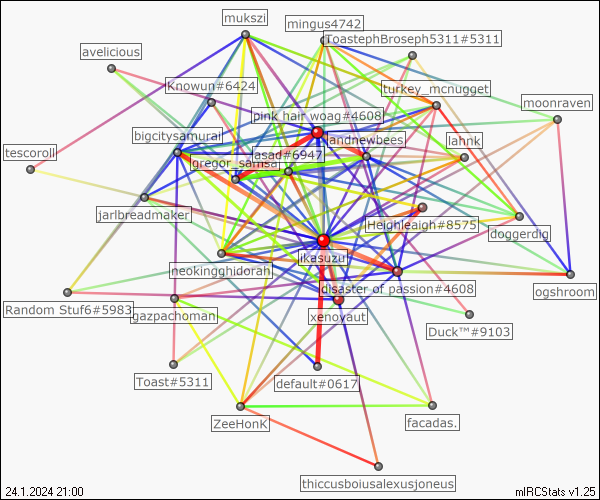 mukszi
mingus4742
ToastephBroseph5311#5311
avelicious
Knowun#6424
turkey_mcnugget
moonraven
pink hair woag#4608
bigcitysamurai
landnewbees
lahnk
tescoroll
gregor_samsa
asad#6947
jarlbreadmaker
Heighleigh#8575
doggerdig
ikasuzu
neokingghidorah
disaster of passion#4608
ogshroom
Random Stuf6#5983
gazpachoman
xenoyaut
Duck™#9103
Toast#5311
default#0617
ZeeHonK
facadas.
thiccusboiusalexusjoneus
24.1.2024 21:00
mIRCStats v1.25